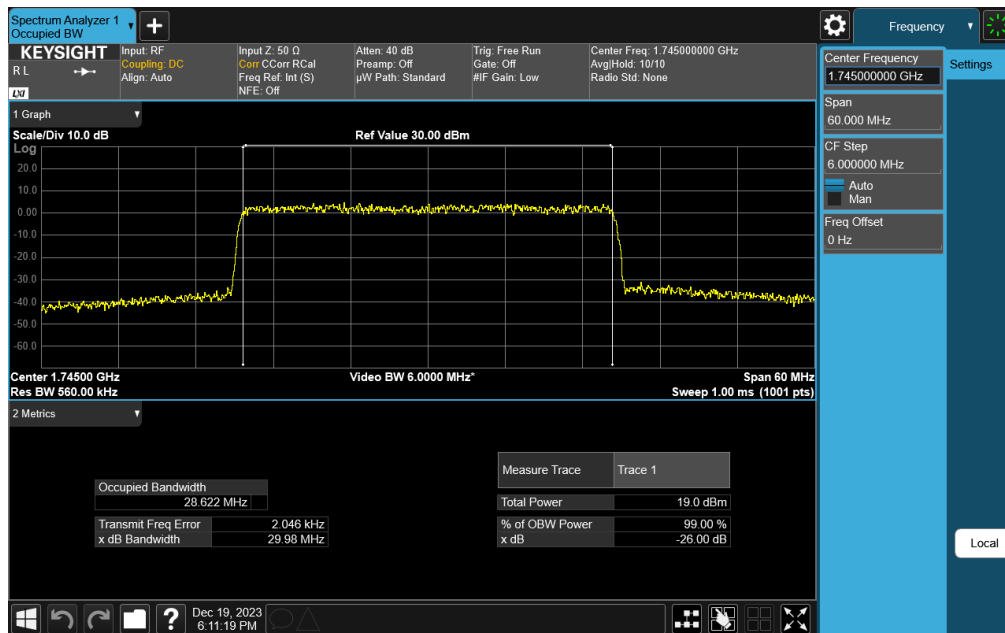 Spectrum Analyzer 1
Occupied BW
Frequency
KEYSIGHT
R L
LXI
Input: RF
Coupling: DC
Align: Auto
Input Z: 50 Ω
Corr CCorr RCal
Freq Ref: Int (S)
NFE: Off
Atten: 40 dB
Preamp: Off
µW Path: Standard
Trig: Free Run
Gate: Off
#IF Gain: Low
Center Freq: 1.745000000 GHz
Avg|Hold: 10/10
Radio Std: None
Center Frequency
1.745000000 GHz
Settings
Span
60.000 MHz
CF Step
6.000000 MHz
Auto
Man
Freq Offset
0 Hz
1 Graph
Scale/Div 10.0 dB
Ref Value 30.00 dBm
Log
20.0
10.0
0.00
-10.0
-20.0
-30.0
-40.0
-50.0
-60.0
Center 1.74500 GHz
Video BW 6.0000 MHz*
Span 60 MHz
Res BW 560.00 kHz
Sweep 1.00 ms (1001 pts)
2 Metrics
Measure Trace Trace 1
Occupied Bandwidth
28.622 MHz
Total Power 19.0 dBm
Transmit Freq Error 2.046 kHz
% of OBW Power 99.00 %
x dB Bandwidth 29.98 MHz
x dB -26.00 dB
Local
?
Dec 19, 2023
6:11:19 PM